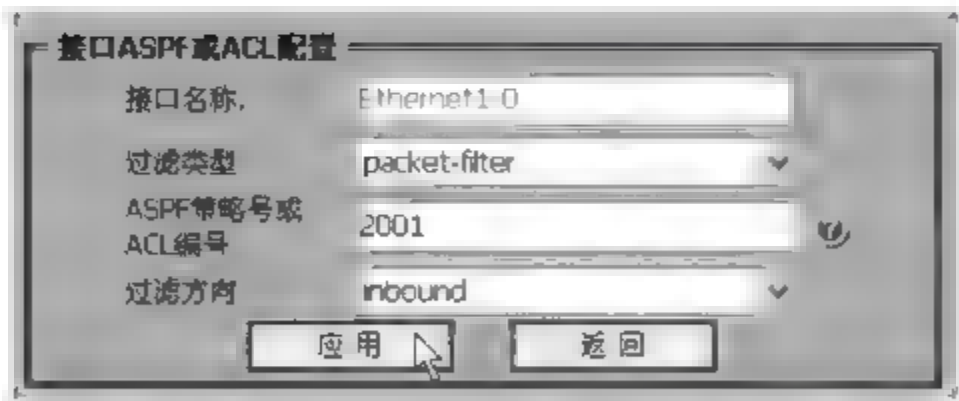 接口ASPF或ACL配置
接口名称,
Ethernet1 0
过滤类型
packet-filter
ASPF策略号或
ACL编号
2001
过滤方向
inbound
应 用
返 回